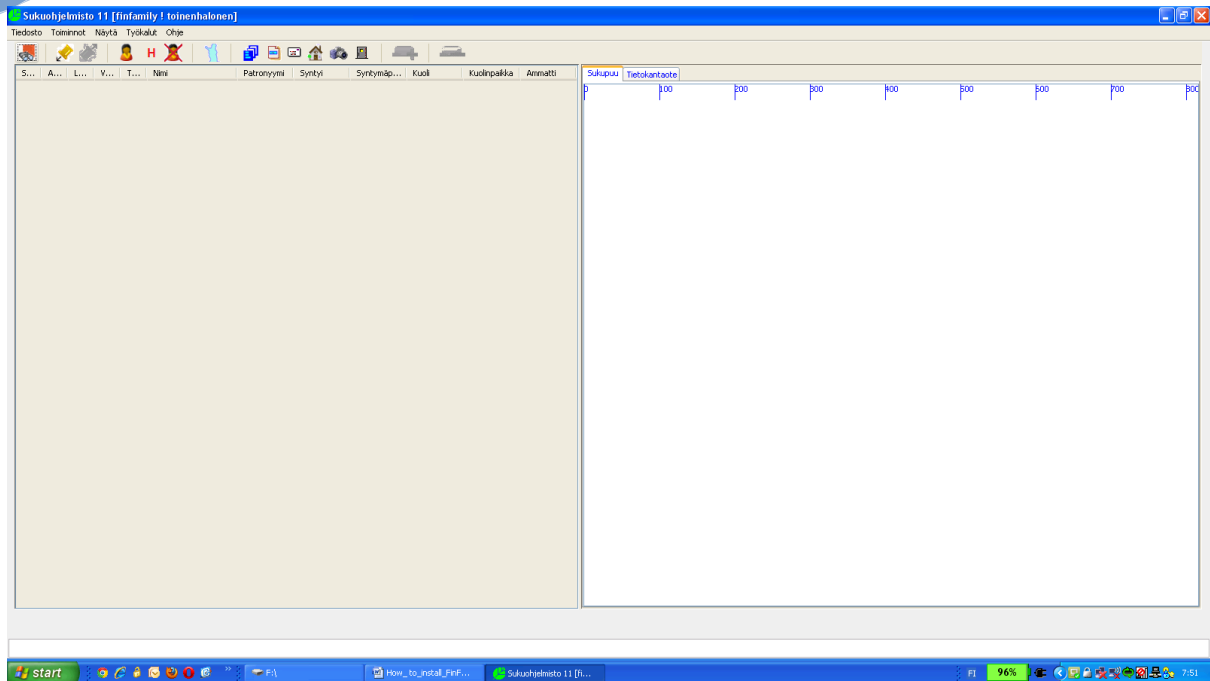 Sukuohjelmisto 11 [finfamily ! toinenhalonen]
Tiedosto Toiminnot Näytä Työkalut Ohje
H
S... A... L... V... T... Nimi Patronyymi Syntyi Syntymäp... Kuoli Kuolinpaikka Ammatti
Sukupuu Tietokantaote
0 100 200 300 400 500 600 700 800
start F:\ How_to_install_FinF... Sukuohjelmisto 11 [fi... FI 96% 7:51